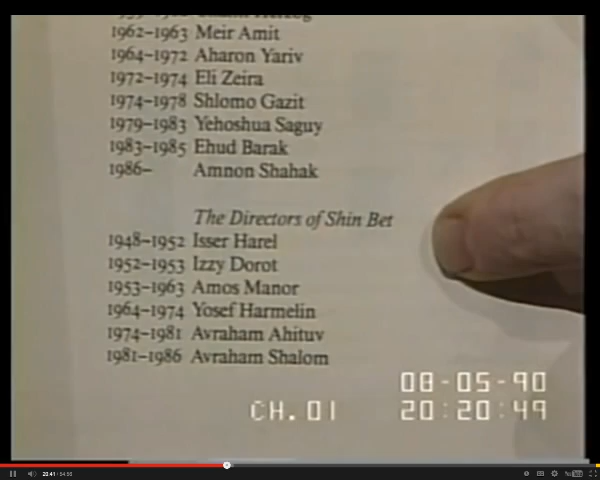 1962–1963 Meir Amit
1964–1972 Aharon Yariv
1972–1974 Eli Zeira
1974–1978 Shlomo Gazit
1979–1983 Yehoshua Saguy
1983–1985 Ehud Barak
1986– Amnon Shahak
The Directors of Shin Bet
1948–1952 Isser Harel
1952–1953 Izzy Dorot
1953–1963 Amos Manor
1964–1974 Yosef Harmelin
1974–1981 Avraham Ahituv
1981–1986 Avraham Shalom
08-05-90
CH.01 20:20:49
20:41